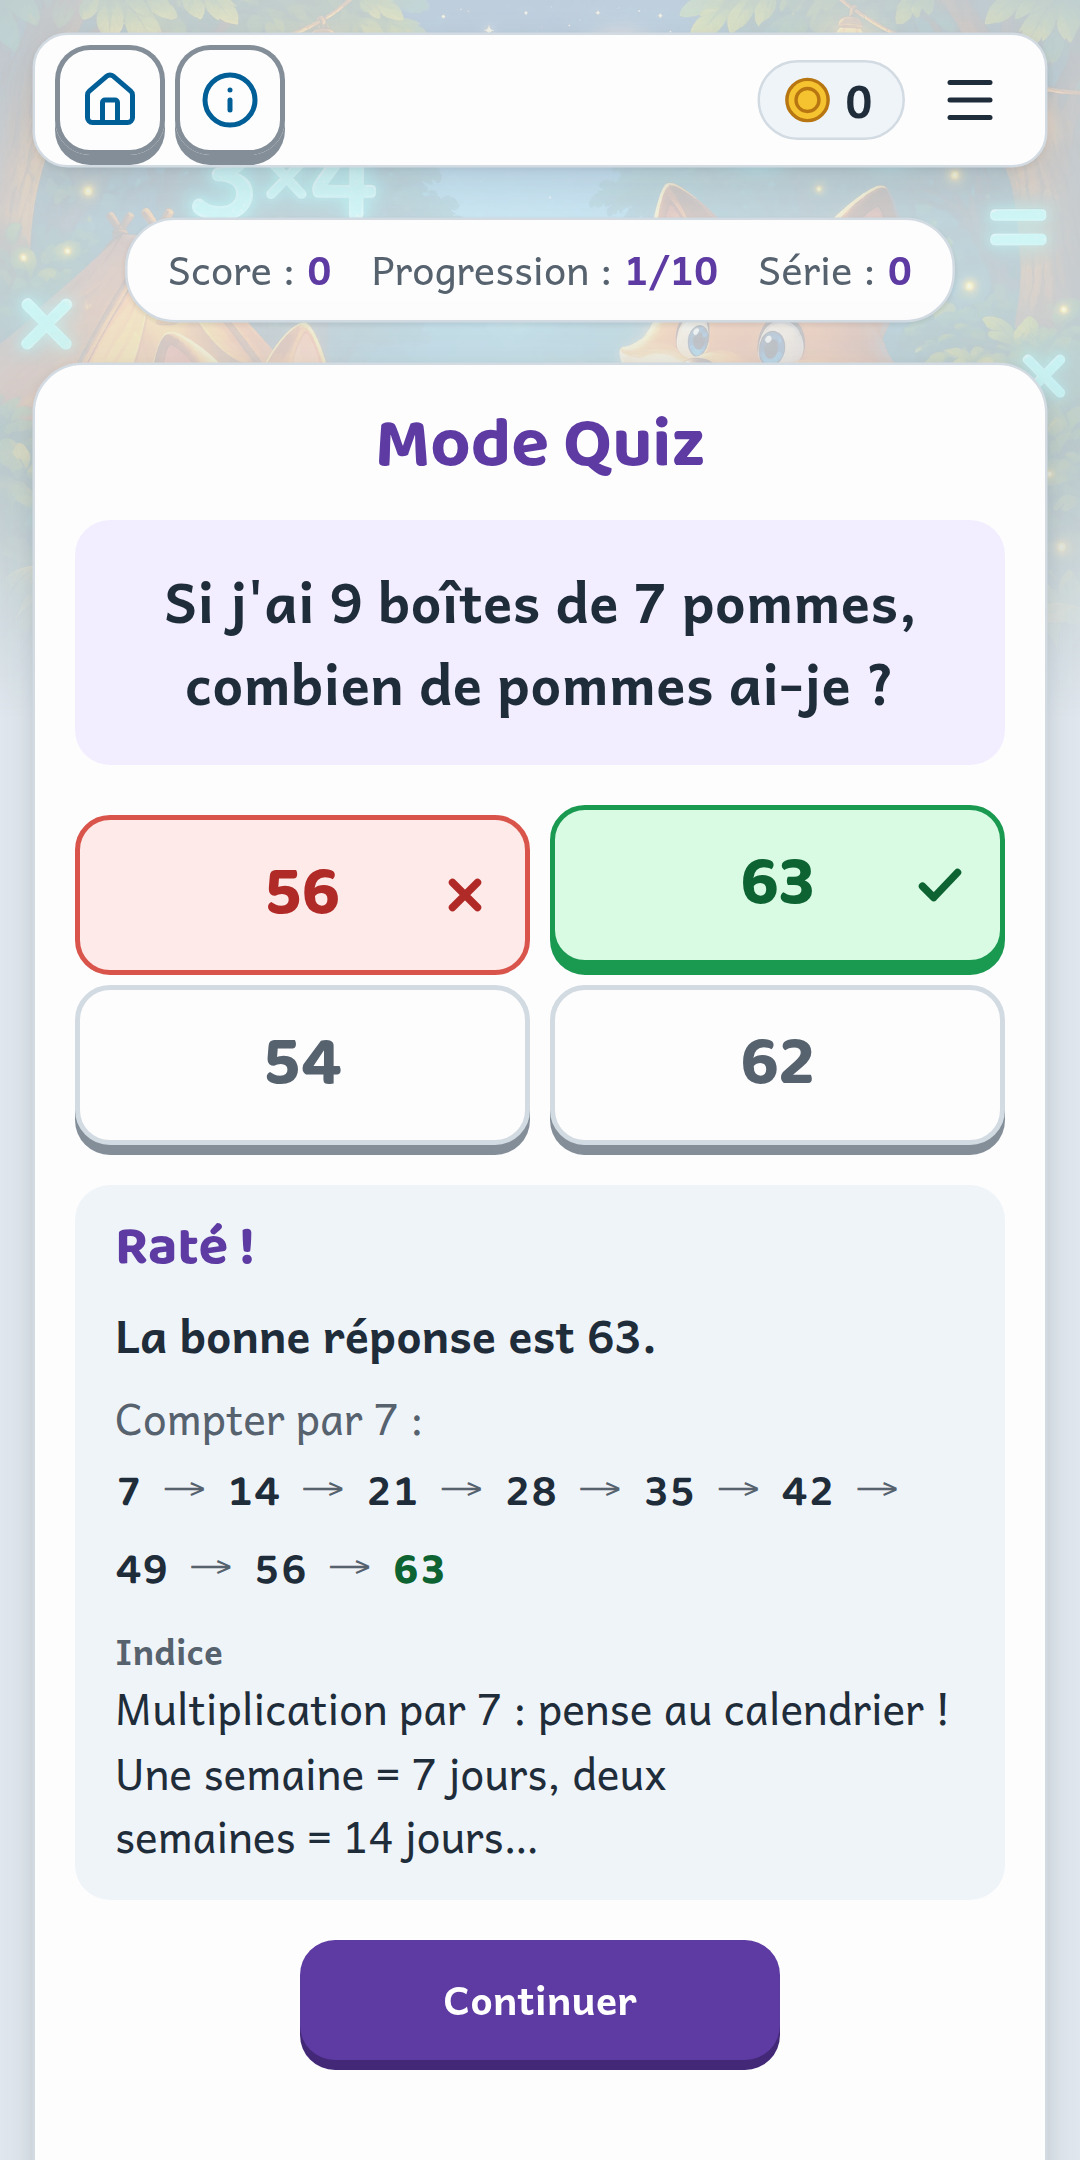 0
3×4
=
Score : 0 Progression : 1/10 Série : 0
×
×
Mode Quiz
Si j'ai 9 boîtes de 7 pommes,
combien de pommes ai-je ?
56
63
54
62
Raté !
La bonne réponse est 63.
Compter par 7 :
7 → 14 → 21 → 28 → 35 → 42 →
49 → 56 → 63
Indice
Multiplication par 7 : pense au calendrier !
Une semaine = 7 jours, deux
semaines = 14 jours...
Continuer